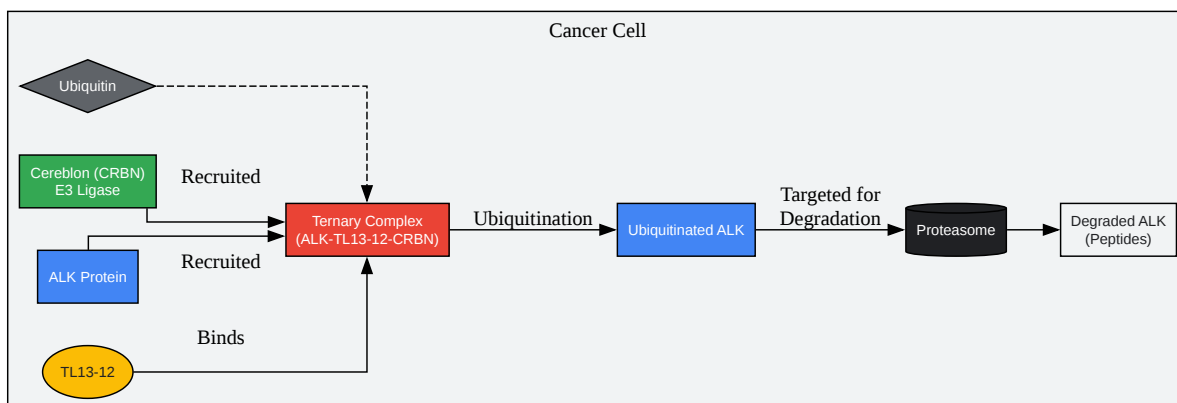 Cancer Cell
Ubiquitin
Cereblon (CRBN)
E3 Ligase
Recruited
ALK Protein
Recruited
TL13-12
Binds
Ternary Complex
(ALK-TL13-12-CRBN)
Ubiquitination
Ubiquitinated ALK
Targeted for
Degradation
Proteasome
Degraded ALK
(Peptides)